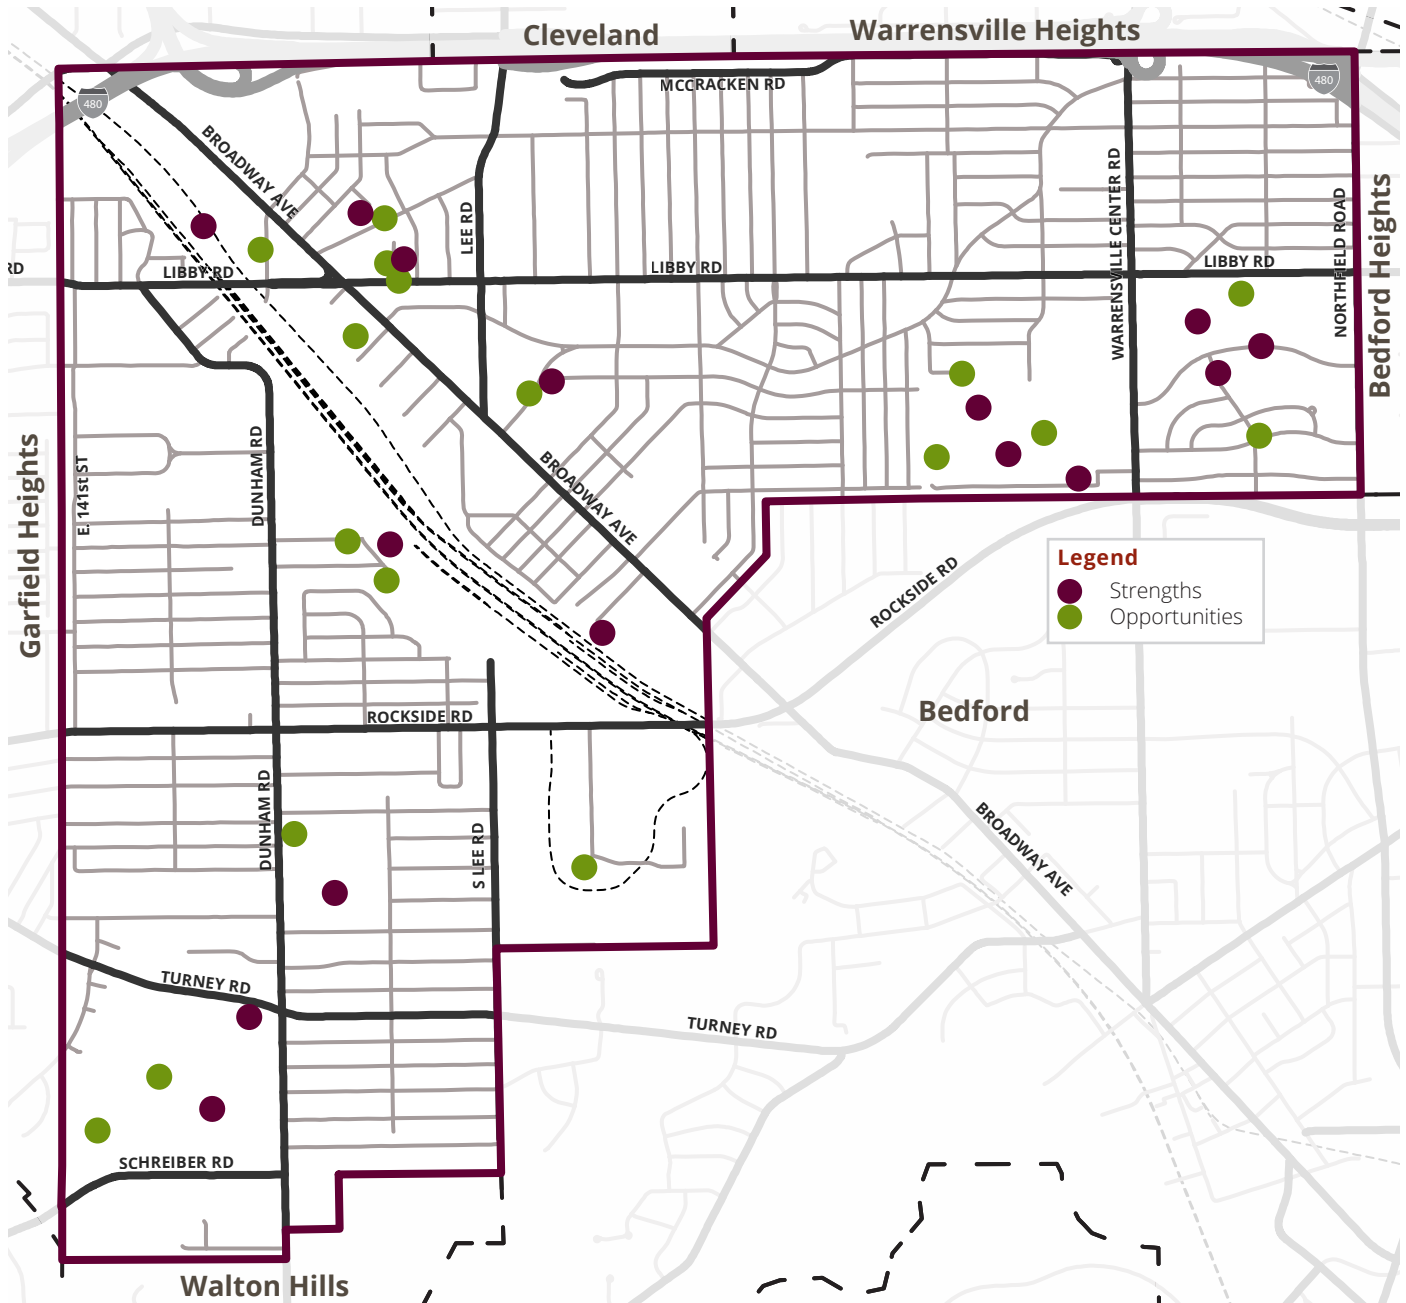 Cleveland
Warrensville Heights
480
480
MCCRACKEN RD
BROADWAY AVE
LEE RD
WARRENSVILLE CENTER RD
NORTHFIELD ROAD
Bedford Heights
RD
LIBBY RD
LIBBY RD
LIBBY RD
Garfield Heights
E. 141st ST
DUNHAM RD
BROADWAY AVE
ROCKSIDE RD
Legend
Strengths
Opportunities
ROCKSIDE RD
Bedford
DUNHAM RD
S LEE RD
BROADWAY AVE
TURNEY RD
TURNEY RD
SCHREIBER RD
Walton Hills